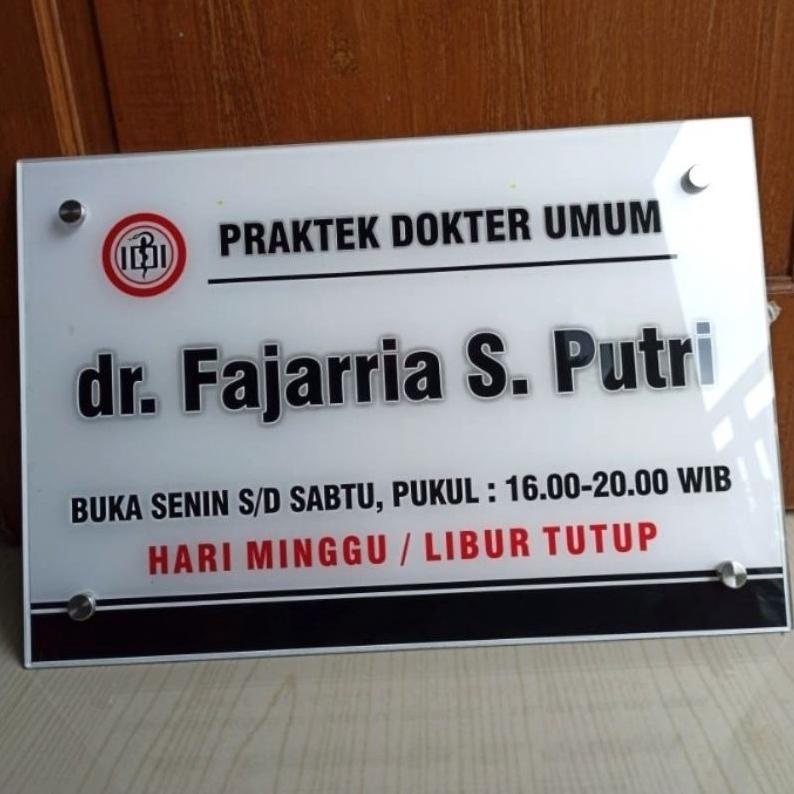 IDI
PRAKTEK DOKTER UMUM
dr. Fajarria S. Putri
BUKA SENIN S/D SABTU, PUKUL : 16.00-20.00 WIB
HARI MINGGU / LIBUR TUTUP